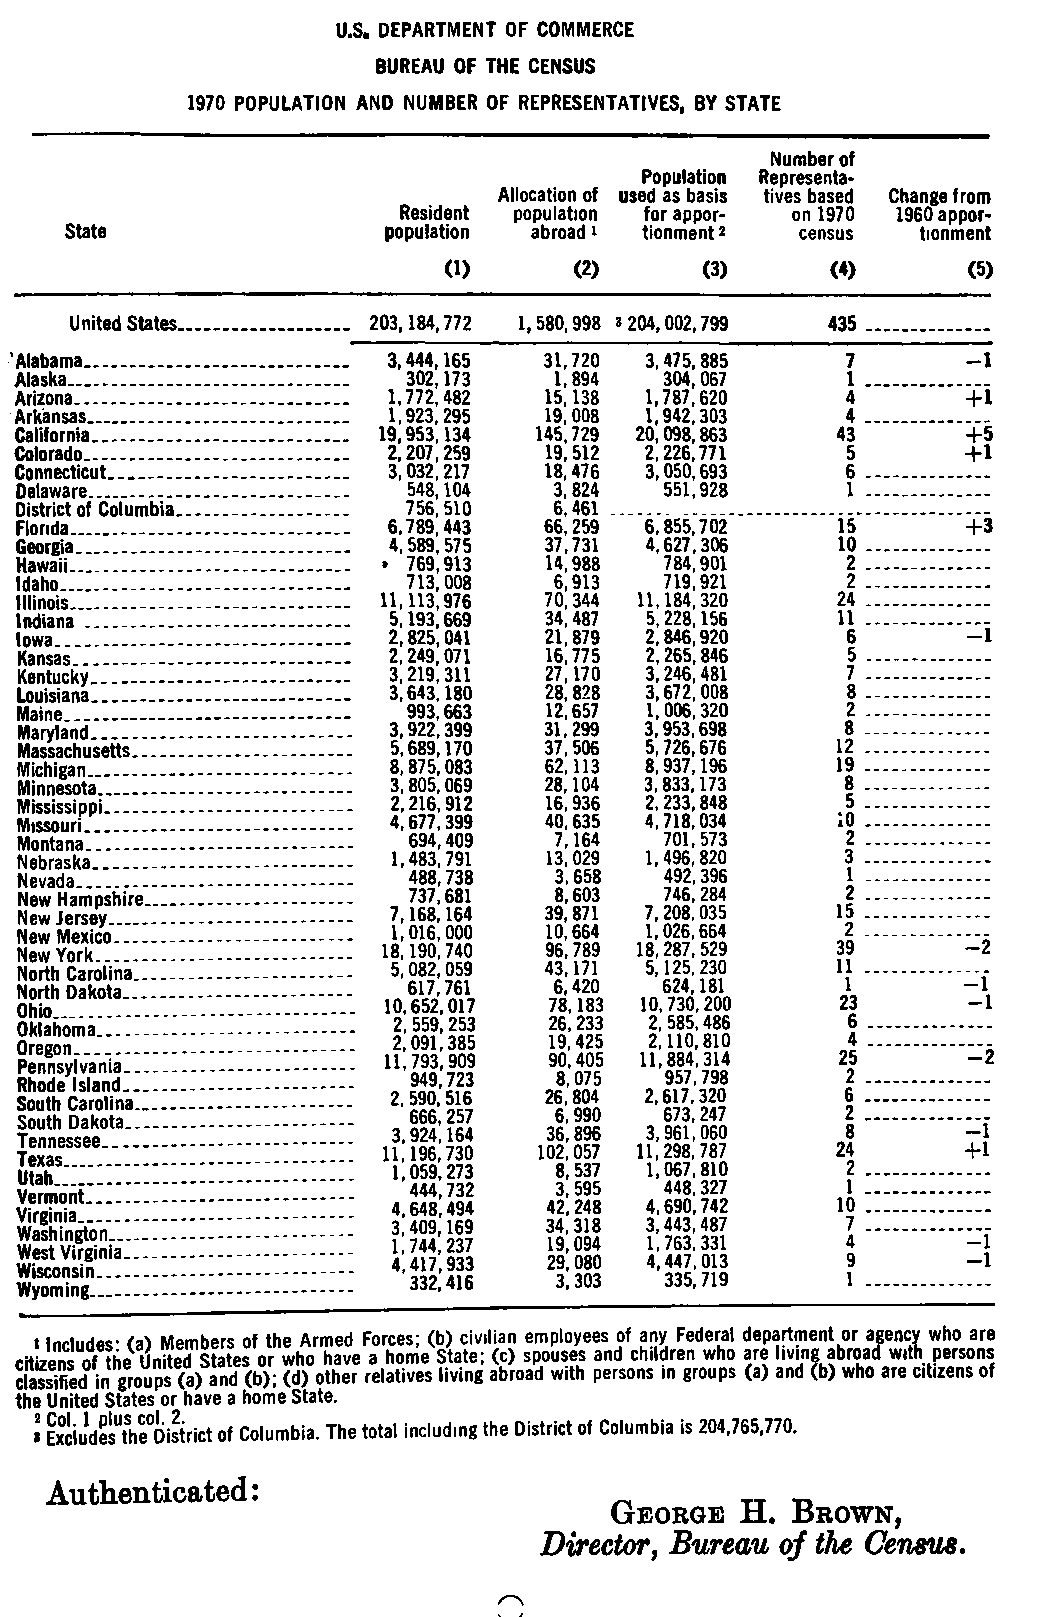 U.S. DEPARTMENT OF COMMERCE
BUREAU OF THE CENSUS
1970 POPULATION AND NUMBER OF REPRESENTATIVES, BY STATE
State Resident population Allocation of population abroad ¹ Population used as basis for appor-tionment ² Number of Representa-tives based on 1970 census Change from 1960 appor-tionment
(1) (2) (3) (4) (5)
United States 203,184,772 1,580,998 ³ 204,002,799 435
Alabama 3,444,165 31,720 3,475,885 7 −1
Alaska 302,173 1,894 304,067 1
Arizona 1,772,482 15,138 1,787,620 4 +1
Arkansas 1,923,295 19,008 1,942,303 4
California 19,953,134 145,729 20,098,863 43 +5
Colorado 2,207,259 19,512 2,226,771 5 +1
Connecticut 3,032,217 18,476 3,050,693 6
Delaware 548,104 3,824 551,928 1
District of Columbia 756,510 6,461
Florida 6,789,443 66,259 6,855,702 15 +3
Georgia 4,589,575 37,731 4,627,306 10
Hawaii 769,913 14,988 784,901 2
Idaho 713,008 6,913 719,921 2
Illinois 11,113,976 70,344 11,184,320 24
Indiana 5,193,669 34,487 5,228,156 11
Iowa 2,825,041 21,879 2,846,920 6 −1
Kansas 2,249,071 16,775 2,265,846 5
Kentucky 3,219,311 27,170 3,246,481 7
Louisiana 3,643,180 28,828 3,672,008 8
Maine 993,663 12,657 1,006,320 2
Maryland 3,922,399 31,299 3,953,698 8
Massachusetts 5,689,170 37,506 5,726,676 12
Michigan 8,875,083 62,113 8,937,196 19
Minnesota 3,805,069 28,104 3,833,173 8
Mississippi 2,216,912 16,936 2,233,848 5
Missouri 4,677,399 40,635 4,718,034 10
Montana 694,409 7,164 701,573 2
Nebraska 1,483,791 13,029 1,496,820 3
Nevada 488,738 3,658 492,396 1
New Hampshire 737,681 8,603 746,284 2
New Jersey 7,168,164 39,871 7,208,035 15
New Mexico 1,016,000 10,664 1,026,664 2
New York 18,190,740 96,789 18,287,529 39 −2
North Carolina 5,082,059 43,171 5,125,230 11
North Dakota 617,761 6,420 624,181 1 −1
Ohio 10,652,017 78,183 10,730,200 23 −1
Oklahoma 2,559,253 26,233 2,585,486 6
Oregon 2,091,385 19,425 2,110,810 4
Pennsylvania 11,793,909 90,405 11,884,314 25 −2
Rhode Island 949,723 8,075 957,798 2
South Carolina 2,590,516 26,804 2,617,320 6
South Dakota 666,257 6,990 673,247 2
Tennessee 3,924,164 36,896 3,961,060 8 −1
Texas 11,196,730 102,057 11,298,787 24 +1
Utah 1,059,273 8,537 1,067,810 2
Vermont 444,732 3,595 448,327 1
Virginia 4,648,494 42,248 4,690,742 10
Washington 3,409,169 34,318 3,443,487 7
West Virginia 1,744,237 19,094 1,763,331 4 −1
Wisconsin 4,417,933 29,080 4,447,013 9 −1
Wyoming 332,416 3,303 335,719 1
¹ Includes: (a) Members of the Armed Forces; (b) civilian employees of any Federal department or agency who are
citizens of the United States or who have a home State; (c) spouses and children who are living abroad with persons
classified in groups (a) and (b); (d) other relatives living abroad with persons in groups (a) and (b) who are citizens of
the United States or have a home State.
² Col. 1 plus col. 2.
³ Excludes the District of Columbia. The total including the District of Columbia is 204,765,770.
Authenticated:
GEORGE H. BROWN,
Director, Bureau of the Census.